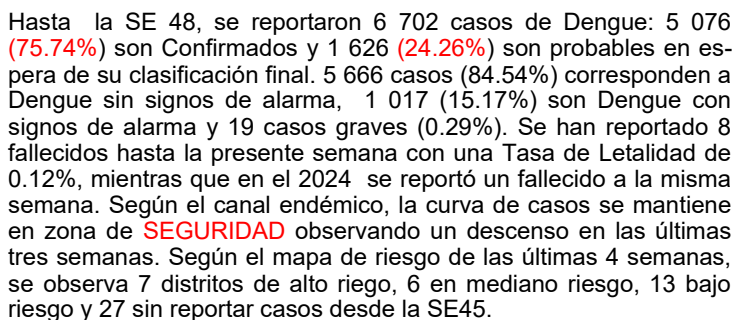 Hasta la SE 48, se reportaron 6 702 casos de Dengue: 5 076
(75.74%) son Confirmados y 1 626 (24.26%) son probables en es-
pera de su clasificación final. 5 666 casos (84.54%) corresponden a
Dengue sin signos de alarma, 1 017 (15.17%) son Dengue con
signos de alarma y 19 casos graves (0.29%). Se han reportado 8
fallecidos hasta la presente semana con una Tasa de Letalidad de
0.12%, mientras que en el 2024 se reportó un fallecido a la misma
semana. Según el canal endémico, la curva de casos se mantiene
en zona de SEGURIDAD observando un descenso en las últimas
tres semanas. Según el mapa de riesgo de las últimas 4 semanas,
se observa 7 distritos de alto riego, 6 en mediano riesgo, 13 bajo
riesgo y 27 sin reportar casos desde la SE45.